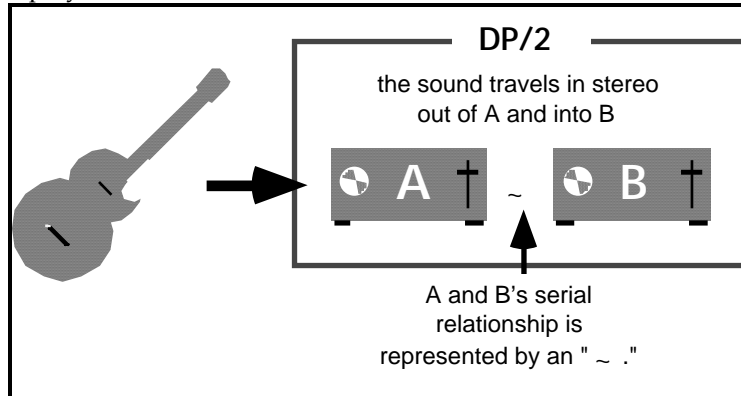 DP/2
the sound travels in stereo
out of A and into B
A ~ B
A and B's serial
relationship is
represented by an " ~ ."